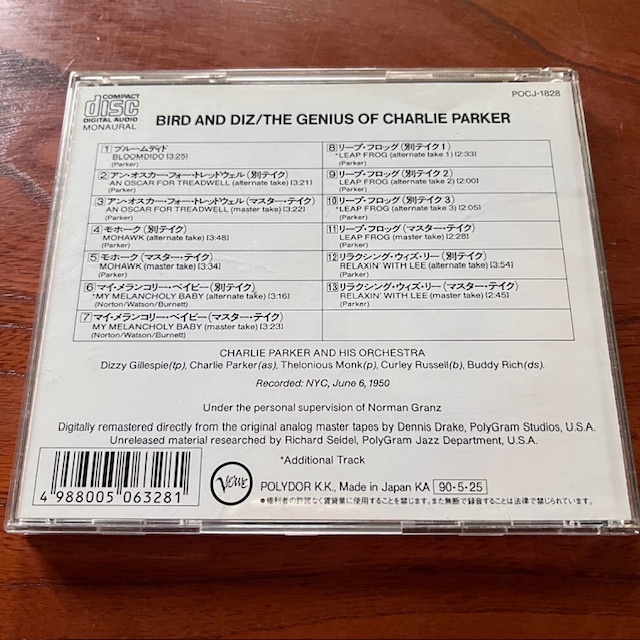 COMPACT
disc
DIGITAL AUDIO
MONAURAL
POCJ-1828
BIRD AND DIZ/THE GENIUS OF CHARLIE PARKER
1 ブルームディド
BLOOMDIDO [3:25]
(Parker)
2 アン・オスカー・フォー・トレッドウェル (別テイク)
AN OSCAR FOR TREADWELL (alternate take) [3:21]
(Parker)
3 アン・オスカー・フォー・トレッドウェル (マスター・テイク)
AN OSCAR FOR TREADWELL (master take) [3:22]
(Parker)
4 モホーク (別テイク)
MOHAWK (alternate take) [3:48]
(Parker)
5 モホーク (マスター・テイク)
MOHAWK (master take) [3:34]
(Parker)
6 マイ・メランコリー・ベイビー (別テイク)
*MY MELANCHOLY BABY (alternate take) [3:16]
(Norton/Watson/Burnett)
7 マイ・メランコリー・ベイビー (マスター・テイク)
MY MELANCHOLY BABY (master take) [3:23]
(Norton/Watson/Burnett)
8 リープ・フロッグ (別テイク1)
*LEAP FROG (alternate take 1) [2:33]
(Parker)
9 リープ・フロッグ (別テイク2)
LEAP FROG (alternate take 2) [2:00]
(Parker)
10 リープ・フロッグ (別テイク3)
*LEAP FROG (alternate take 3) [2:05]
(Parker)
11 リープ・フロッグ (マスター・テイク)
LEAP FROG (master take) [2:28]
(Parker)
12 リラクシング・ウィズ・リー (別テイク)
RELAXIN' WITH LEE (alternate take) [3:54]
(Parker)
13 リラクシング・ウィズ・リー (マスター・テイク)
RELAXIN' WITH LEE (master take) [2:45]
(Parker)
CHARLIE PARKER AND HIS ORCHESTRA
Dizzy Gillespie(tp), Charlie Parker(as), Thelonious Monk(p), Curley Russell(b), Buddy Rich(ds).
Recorded: NYC, June 6, 1950
Under the personal supervision of Norman Granz
Digitally remastered directly from the original analog master tapes by Dennis Drake, PolyGram Studios, U.S.A.
Unreleased material researched by Richard Seidel, PolyGram Jazz Department, U.S.A.
*Additional Track
4 988005 063281
Verve
POLYDOR K.K., Made in Japan KA 90・5・25
●権利者の許諾なく賃貸業に使用することを禁じます。また無断で録音することは法律で禁じられています。